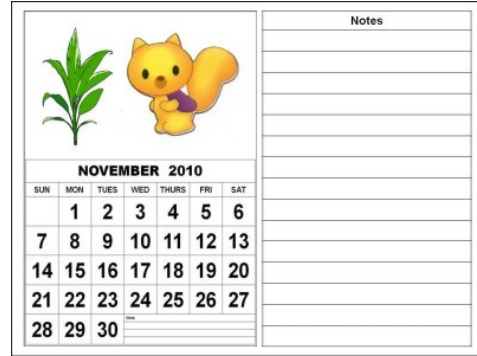 Notes
NOVEMBER 2010
SUN MON TUES WED THURS FRI SAT
1 2 3 4 5 6
7 8 9 10 11 12 13
14 15 16 17 18 19 20
21 22 23 24 25 26 27
28 29 30